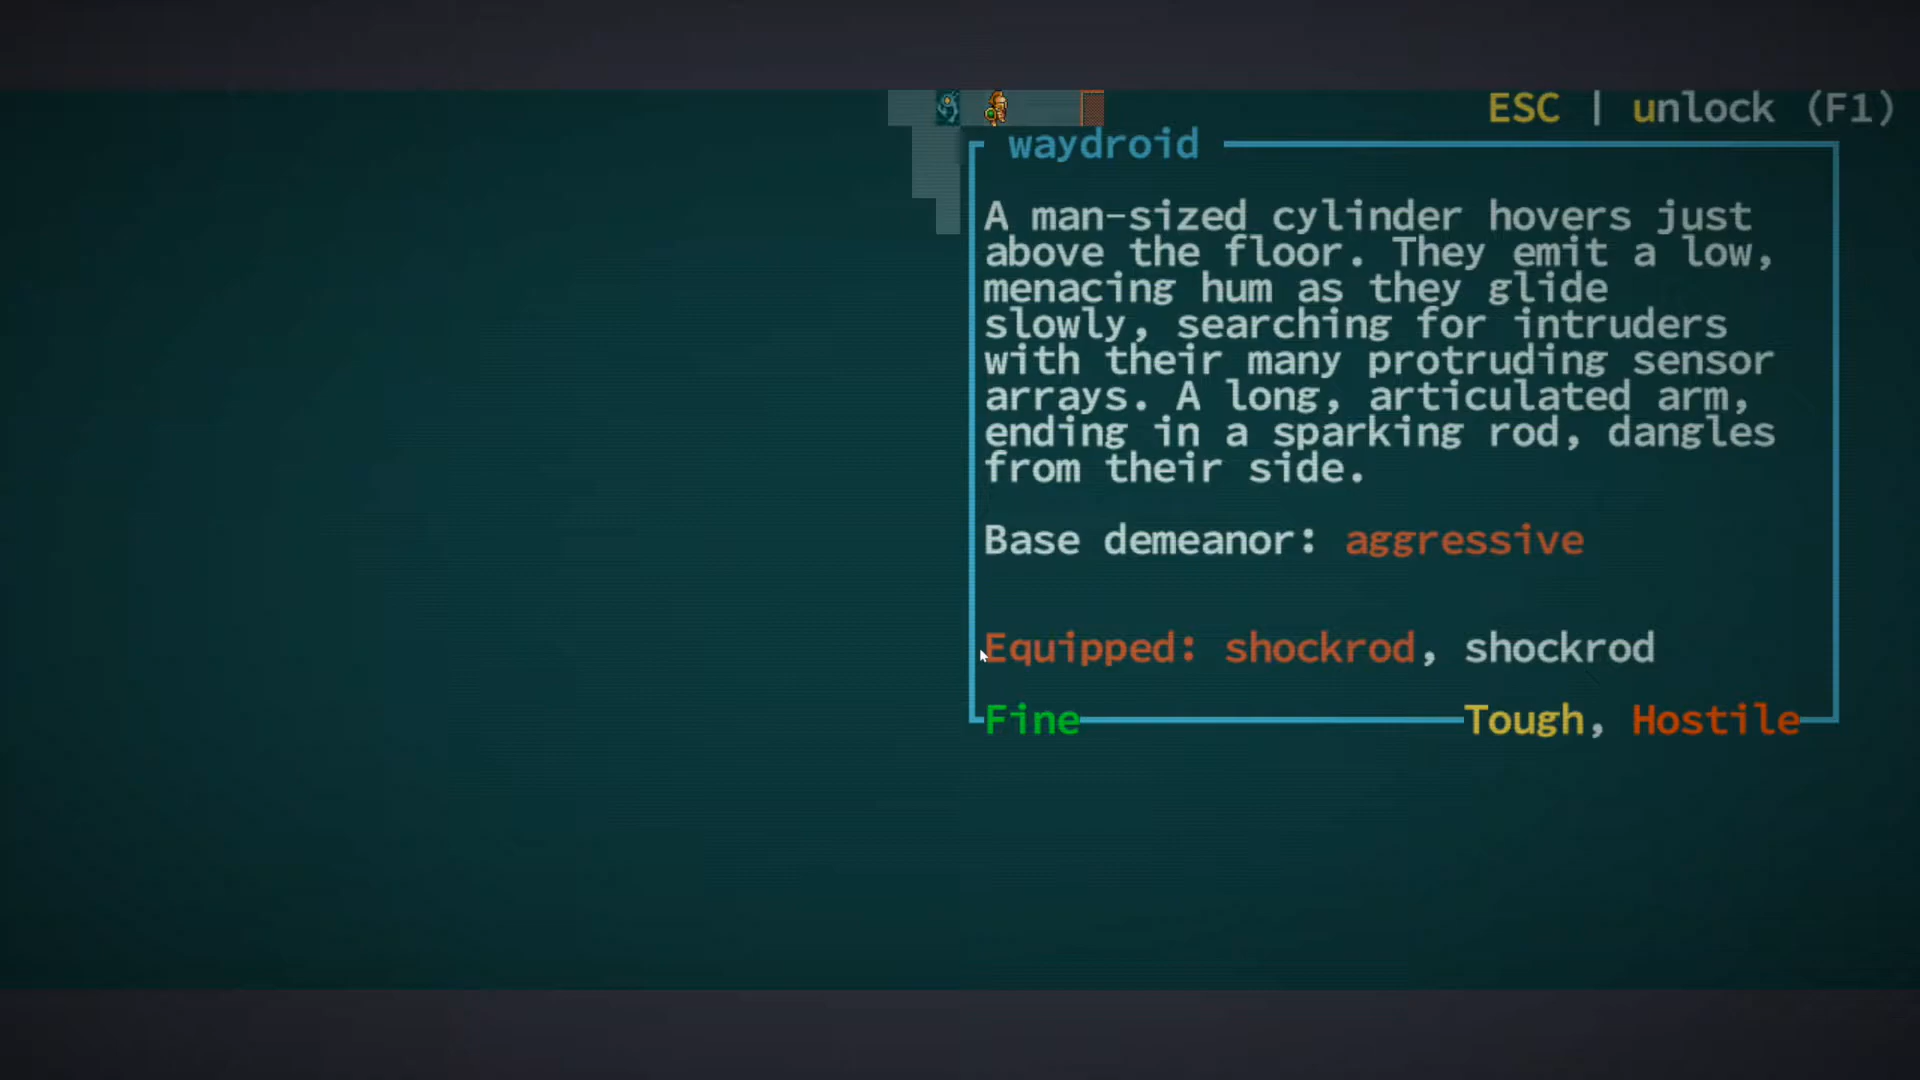 ESC | unlock (F1)
waydroid
A man-sized cylinder hovers just
above the floor. They emit a low,
menacing hum as they glide
slowly, searching for intruders
with their many protruding sensor
arrays. A long, articulated arm,
ending in a sparking rod, dangles
from their side.
Base demeanor: aggressive
Equipped: shockrod, shockrod
Fine Tough, Hostile